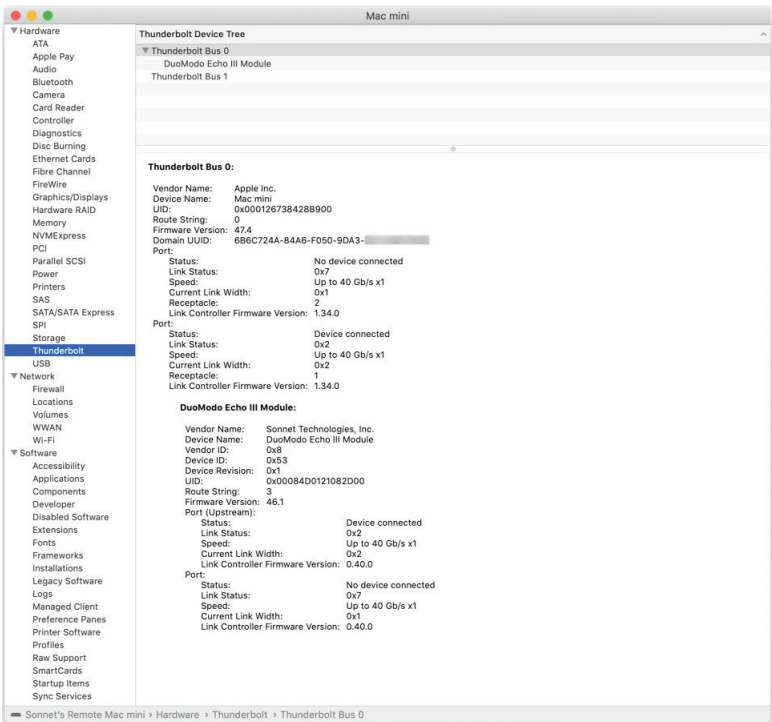 Mac mini
Hardware
ATA
Apple Pay
Audio
Bluetooth
Camera
Card Reader
Controller
Diagnostics
Disc Burning
Ethernet Cards
Fibre Channel
FireWire
Graphics/Displays
Hardware RAID
Memory
NVMExpress
PCI
Parallel SCSI
Power
Printers
SAS
SATA/SATA Express
SPI
Storage
Thunderbolt
USB
Network
Firewall
Locations
Volumes
WWAN
Wi-Fi
Software
Accessibility
Applications
Components
Developer
Disabled Software
Extensions
Fonts
Frameworks
Installations
Legacy Software
Logs
Managed Client
Preference Panes
Printer Software
Profiles
Raw Support
SmartCards
Startup Items
Sync Services
Thunderbolt Device Tree
Thunderbolt Bus 0
DuoModo Echo III Module
Thunderbolt Bus 1
Thunderbolt Bus 0:
Vendor Name: Apple Inc.
Device Name: Mac mini
UID: 0x000126738428B900
Route String: 0
Firmware Version: 47.4
Domain UUID: 6B6C724A-84A6-F050-9DA3-
Port:
Status: No device connected
Link Status: 0x7
Speed: Up to 40 Gb/s x1
Current Link Width: 0x1
Receptacle: 2
Link Controller Firmware Version: 1.34.0
Port:
Status: Device connected
Link Status: 0x2
Speed: Up to 40 Gb/s x1
Current Link Width: 0x2
Receptacle: 1
Link Controller Firmware Version: 1.34.0
DuoModo Echo III Module:
Vendor Name: Sonnet Technologies, Inc.
Device Name: DuoModo Echo III Module
Vendor ID: 0x8
Device ID: 0x53
Device Revision: 0x1
UID: 0x00084D0121082D00
Route String: 3
Firmware Version: 46.1
Port (Upstream):
Status: Device connected
Link Status: 0x2
Speed: Up to 40 Gb/s x1
Current Link Width: 0x2
Link Controller Firmware Version: 0.40.0
Port:
Status: No device connected
Link Status: 0x7
Speed: Up to 40 Gb/s x1
Current Link Width: 0x1
Link Controller Firmware Version: 0.40.0
Sonnet's Remote Mac mini › Hardware › Thunderbolt › Thunderbolt Bus 0